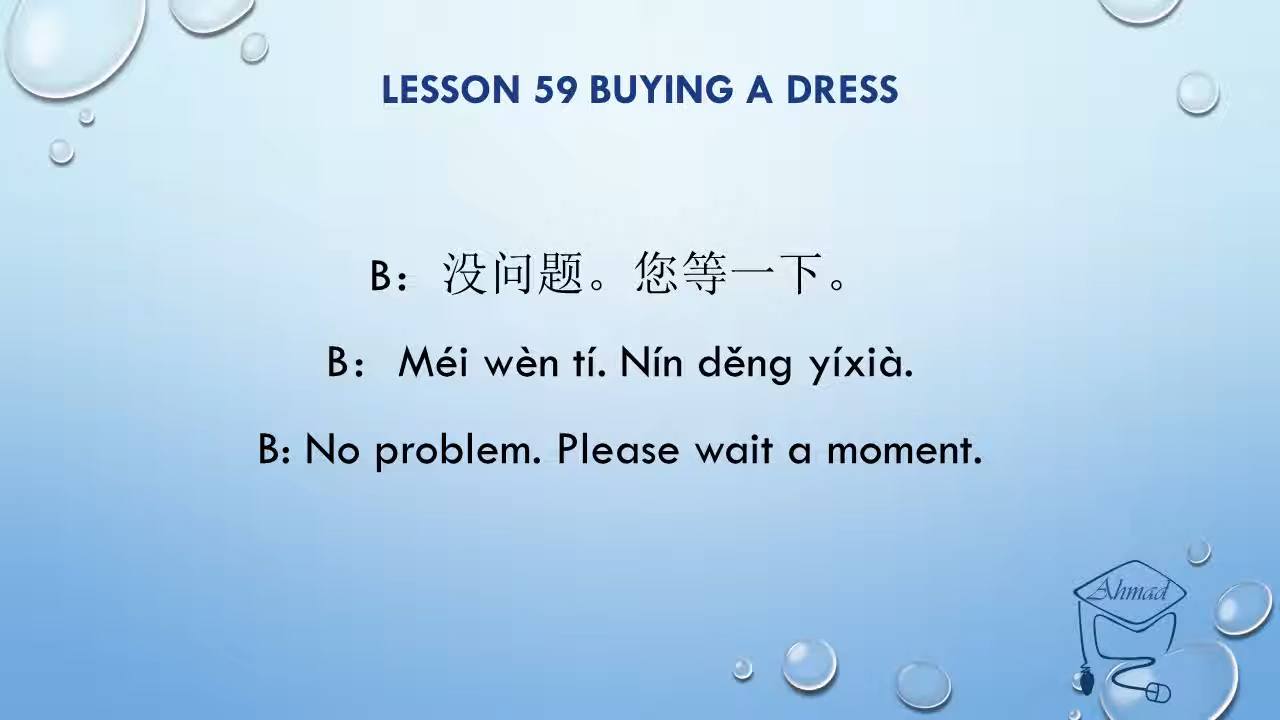 LESSON 59 BUYING A DRESS
B：没问题。您等一下。
B：Méi wèn tí. Nín děng yíxià.
B: No problem. Please wait a moment.
Ahmad